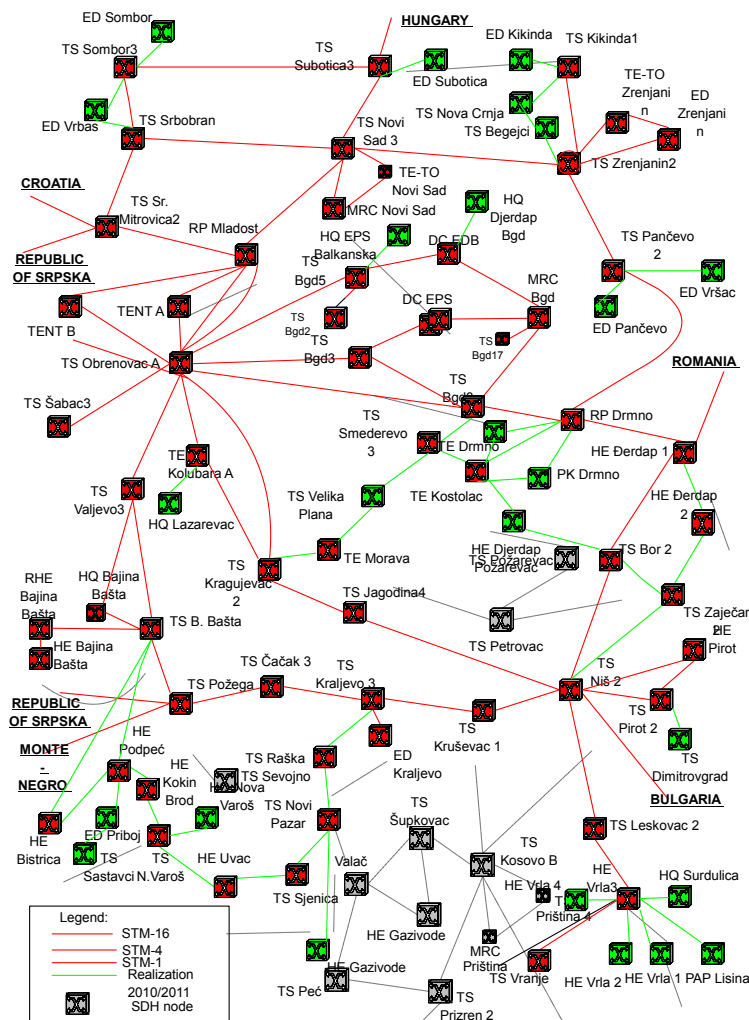 HUNGARY
ED Sombor
TS Sombor3
TS
Subotica3
ED Subotica
ED Kikinda
TS Kikinda1
ED Vrbas
TS Srbobran
TS Novi
Sad 3
TS Nova Crnja
TS Begejci
TE-TO
Zrenjani
n
ED
Zrenjani
n
TS Zrenjanin2
TE-TO
Novi Sad
MRC Novi Sad
CROATIA
TS Sr.
Mitrovica2
RP Mladost
REPUBLIC
OF SRPSKA
HQ EPS
Balkanska
HQ
Djerdap
Bgd
DC EDB
TS
Bgd5
TS Pančevo
2
ED Vršac
ED Pančevo
TENT B
TENT A
DC EPS
MRC
Bgd
TS
Bgd2
TS
Bgd3
TS
Bgd17
TS Obrenovac A
ROMANIA
TS Šabac3
TS
RP Drmno
TS
Smederevo
3
TE Drmno
HE Đerdap 1
TE
Kolubara A
TE Kostolac
PK Drmno
TS
Valjevo3
HQ Lazarevac
TS Velika
Plana
HE Đerdap
2
TE Morava
HE Djerdap
Požarevac
TS Požarevac
TS Bor 2
RHE
Bajina
Bašta
HQ Bajina
Bašta
TS
Kragujevac
2
TS Jagodina4
TS Petrovac
TS Zaječar
HE
Pirot
HE Bajina
Bašta
TS B. Bašta
REPUBLIC
OF SRPSKA
TS Požega
TS Čačak 3
TS
Kraljevo 3
TS
Niš 2
TS
Kruševac 1
TS
Pirot 2
MONTE
-
NEGRO
HE
Podpeć
HE
Kokin
Brod
TS Raška
TS Sevojno
ED
Kraljevo
TS
Dimitrovgrad
BULGARIA
Nova
Varoš
TS Novi
Pazar
HE
Bistrica
ED Priboj
TS
Sastavci
TS
N.Varoš
HE Uvac
TS Sjenica
Valač
TS
Šupkovac
TS
Kosovo B
TS Leskovac 2
HE
Vrla3
HQ Surdulica
HE Vrla 4
Priština 4
HE Gazivode
HE Gazivode
MRC
Priština
TS Vranje
HE Vrla 2
HE Vrla 1
PAP Lisina
TS Peć
TS
Prizren 2
Legend:
STM-16
STM-4
STM-1
Realization
2010/2011
SDH node